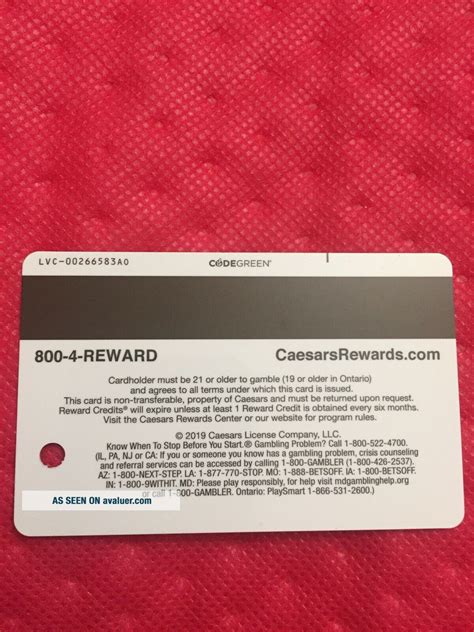 LVC-00266583A0 CODEGREEN®
800-4-REWARD CaesarsRewards.com
Cardholder must be 21 or older to gamble (19 or older in Ontario)
and agrees to all terms under which this card is issued.
This card is non-transferable, property of Caesars and must be returned upon request.
Reward Credits® will expire unless at least 1 Reward Credit is obtained every six months.
Visit the Caesars Rewards Center or our website for program rules.
© 2019 Caesars License Company, LLC.
Know When To Stop Before You Start.® Gambling Problem? Call 1-800-522-4700.
(IL, PA, NJ or CA: If you or someone you know has a gambling problem, crisis counseling
and referral services can be accessed by calling 1-800-GAMBLER (1-800-426-2537).
AZ: 1-800-NEXT-STEP. LA: 1-877-770-STOP. MO: 1-888-BETSOFF. IA: 1-800-BETSOFF.
IN: 1-800-9WITHIT. MD: Please play responsibly, for help visit mdgamblinghelp.org
or call 1-800-GAMBLER. Ontario: PlaySmart 1-866-531-2600.)
AS SEEN ON avaluer.com